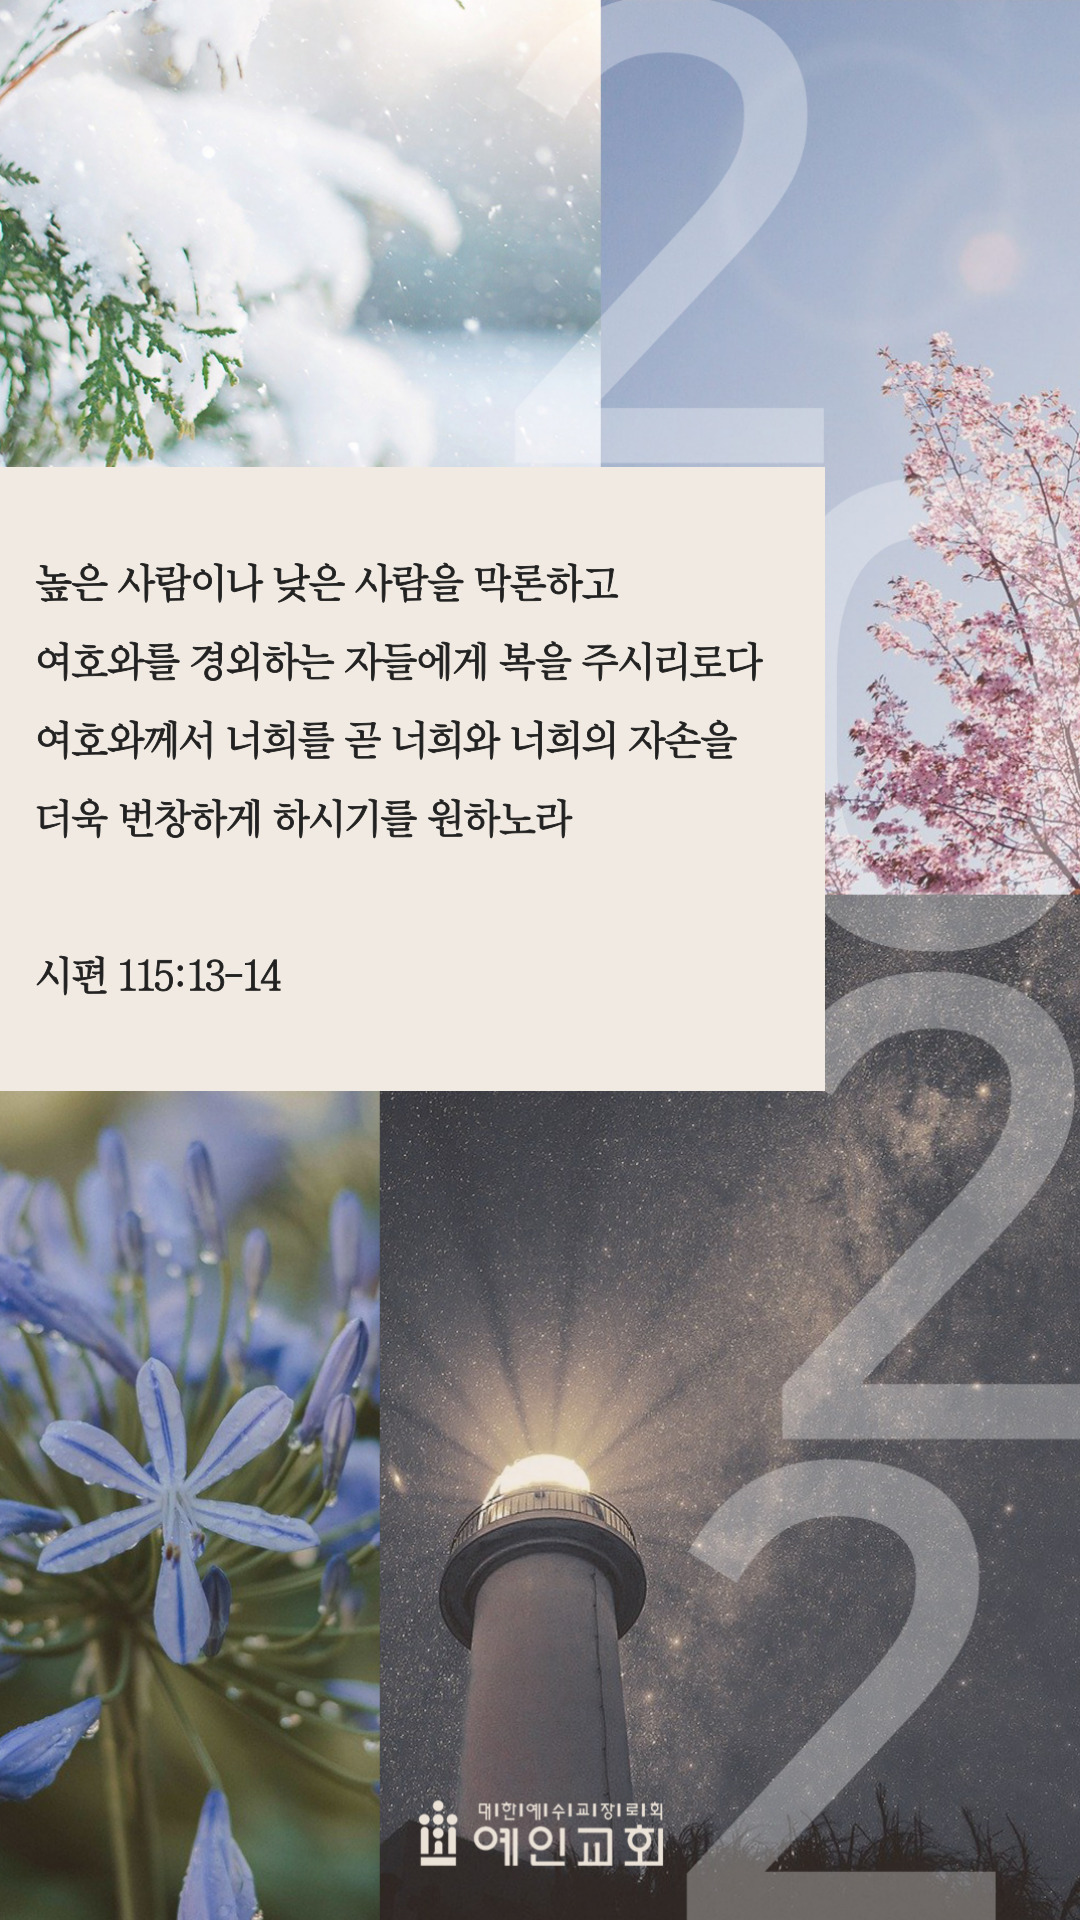 2
0
2
2
높은 사람이나 낮은 사람을 막론하고
여호와를 경외하는 자들에게 복을 주시리로다
여호와께서 너희를 곧 너희와 너희의 자손을
더욱 번창하게 하시기를 원하노라
시편 115:13-14
대한예수교장로회
예인교회